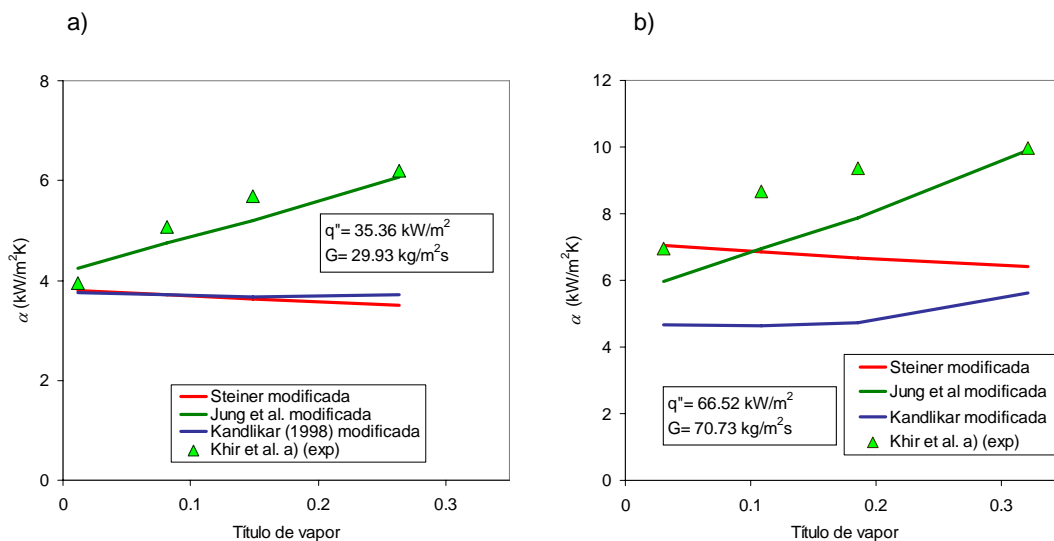 a)
8
6
4
2
0
0
0.1
0.2
0.3
α (kW/m²K)
Título de vapor
q"= 35.36 kW/m²
G= 29.93 kg/m²s
Steiner modificada
Jung et al. modificada
Kandlikar (1998) modificada
Khir et al. a) (exp)
b)
12
10
8
6
4
2
0
0
0.1
0.2
0.3
α (kW/m²K)
Título de vapor
q"= 66.52 kW/m²
G= 70.73 kg/m²s
Steiner modificada
Jung et al modificada
Kandlikar modificada
Khir et al. a) (exp)